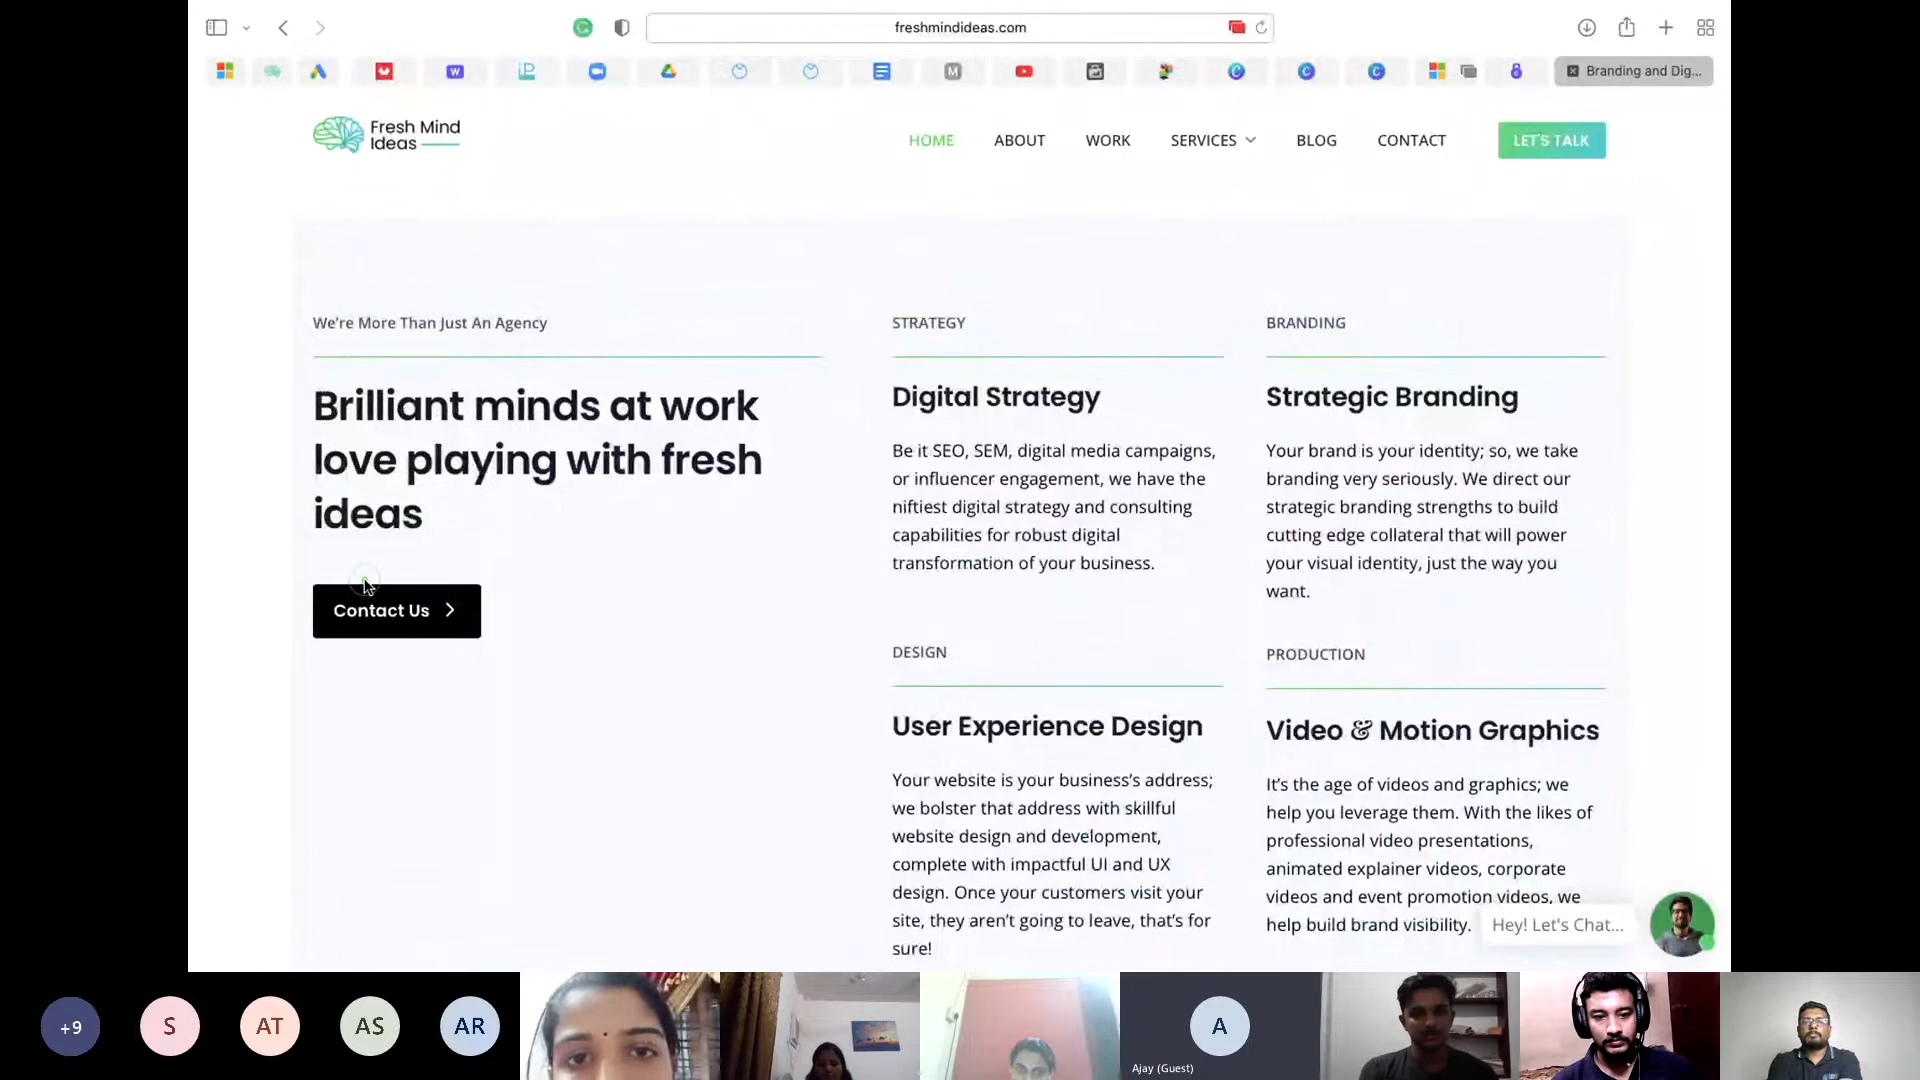 freshmindideas.com
Branding and Dig...
Fresh Mind
Ideas
HOME
ABOUT
WORK
SERVICES
BLOG
CONTACT
LET'S TALK
We're More Than Just An Agency
Brilliant minds at work
love playing with fresh
ideas
Contact Us
STRATEGY
Digital Strategy
Be it SEO, SEM, digital media campaigns,
or influencer engagement, we have the
niftiest digital strategy and consulting
capabilities for robust digital
transformation of your business.
BRANDING
Strategic Branding
Your brand is your identity; so, we take
branding very seriously. We direct our
strategic branding strengths to build
cutting edge collateral that will power
your visual identity, just the way you
want.
DESIGN
User Experience Design
Your website is your business's address;
we bolster that address with skillful
website design and development,
complete with impactful UI and UX
design. Once your customers visit your
site, they aren't going to leave, that's for
sure!
PRODUCTION
Video & Motion Graphics
It's the age of videos and graphics; we
help you leverage them. With the likes of
professional video presentations,
animated explainer videos, corporate
videos and event promotion videos, we
help build brand visibility.
Hey! Let's Chat...
+9
S
AT
AS
AR
A
Ajay (Guest)